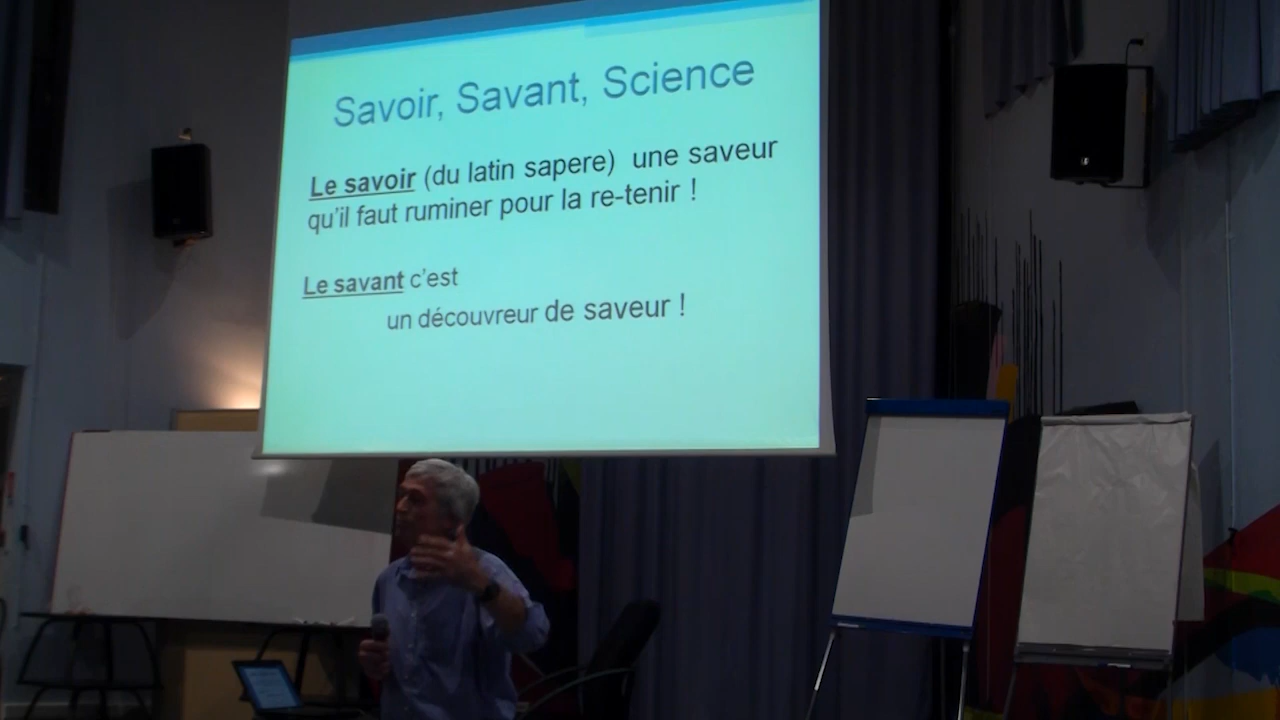 Savoir, Savant, Science
Le savoir (du latin sapere) une saveur
qu'il faut ruminer pour la re-tenir !
Le savant c'est
un découvreur de saveur !